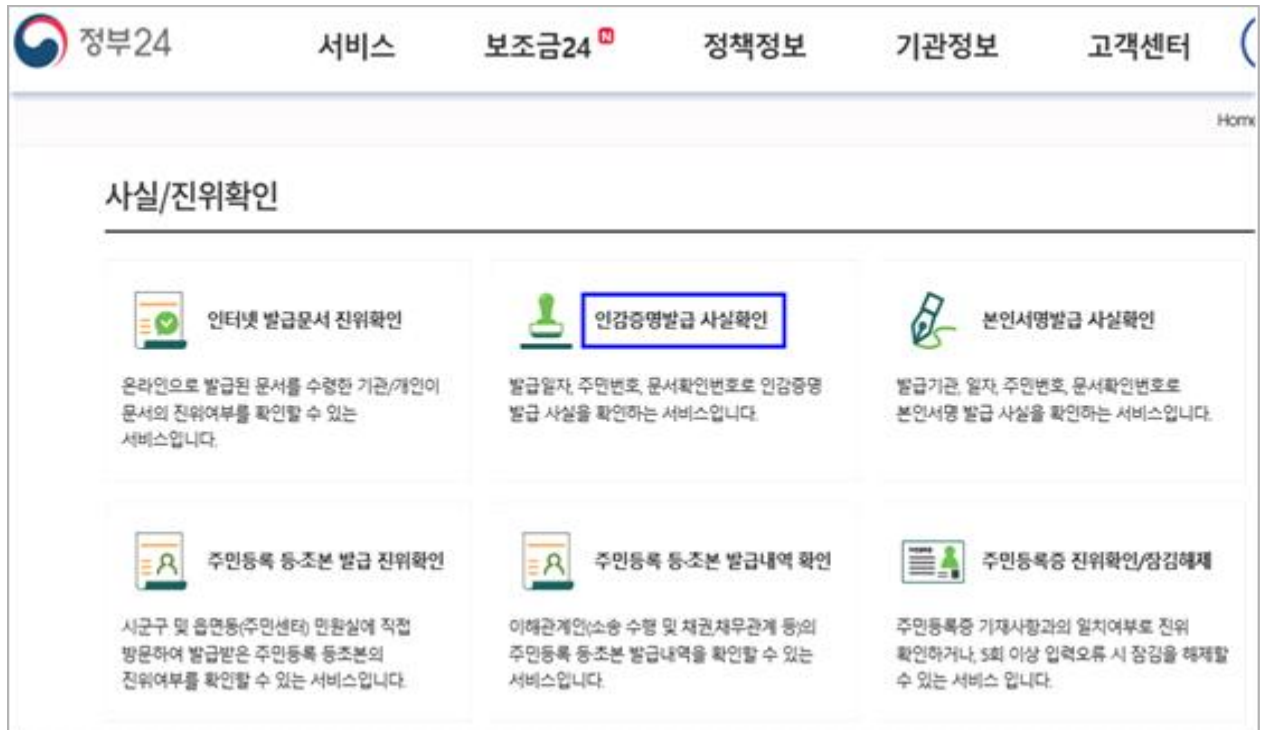 정부24
서비스
보조금24 N
정책정보
기관정보
고객센터
Home
사실/진위확인
인터넷 발급문서 진위확인
온라인으로 발급된 문서를 수령한 기관/개인이
문서의 진위여부를 확인할 수 있는
서비스입니다.
인감증명발급 사실확인
발급일자, 주민번호, 문서확인번호로 인감증명
발급 사실을 확인하는 서비스입니다.
본인서명발급 사실확인
발급기관, 일자, 주민번호, 문서확인번호로
본인서명 발급 사실을 확인하는 서비스입니다.
주민등록 등·초본 발급 진위확인
시군구 및 읍면동(주민센터) 민원실에 직접
방문하여 발급받은 주민등록 등초본의
진위여부를 확인할 수 있는 서비스입니다.
주민등록 등·초본 발급내역 확인
이해관계인(소송 수행 및 채권,채무관계 등)의
주민등록 등초본 발급내역을 확인할 수 있는
서비스입니다.
주민등록증 진위확인/잠김해제
주민등록증 기재사항과의 일치여부로 진위
확인하거나, 5회 이상 입력오류 시 잠김을 해제할
수 있는 서비스 입니다.